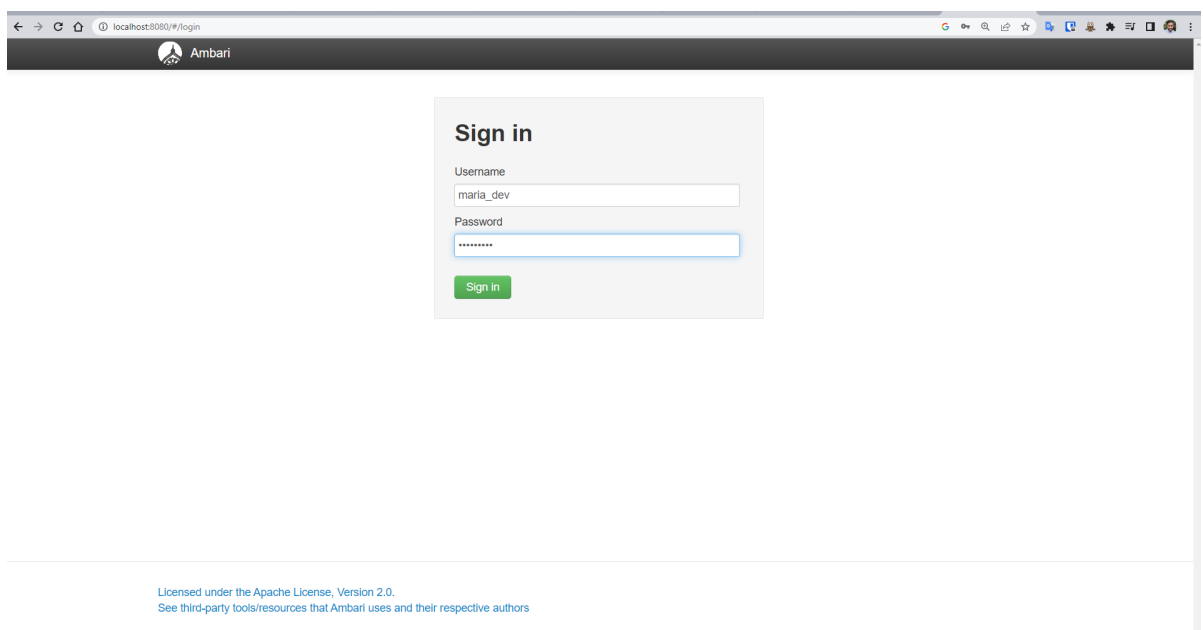 localhost:8080/#/login
Ambari
Sign in
Username
maria_dev
Password
•••••••••
Sign in
Licensed under the Apache License, Version 2.0.
See third-party tools/resources that Ambari uses and their respective authors